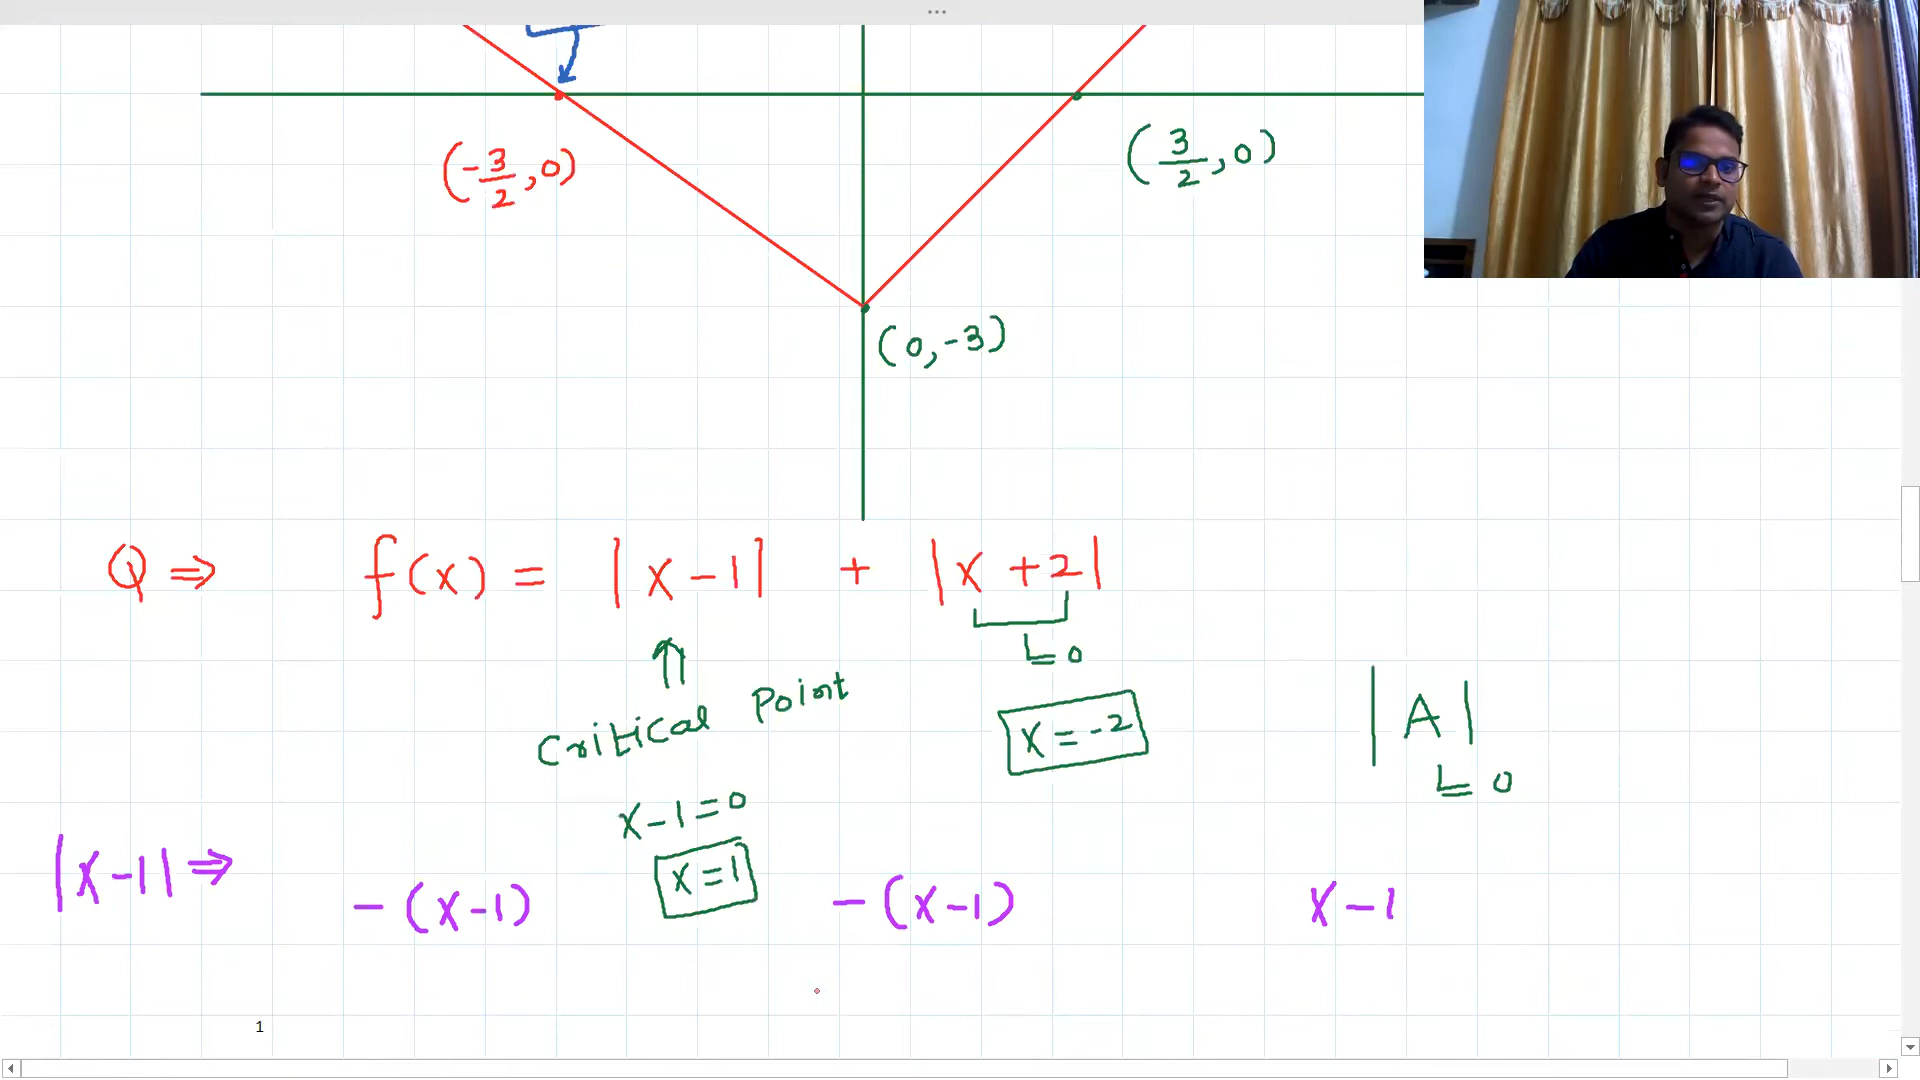 (-3/2, 0)
(3/2, 0)
(0, -3)
Q ⇒ f(x) = |x - 1| + |x + 2|
= 0
Critical Point
x = -2
|A|
= 0
x - 1 = 0
x = 1
|x - 1| ⇒
- (x - 1)
- (x - 1)
x - 1
1